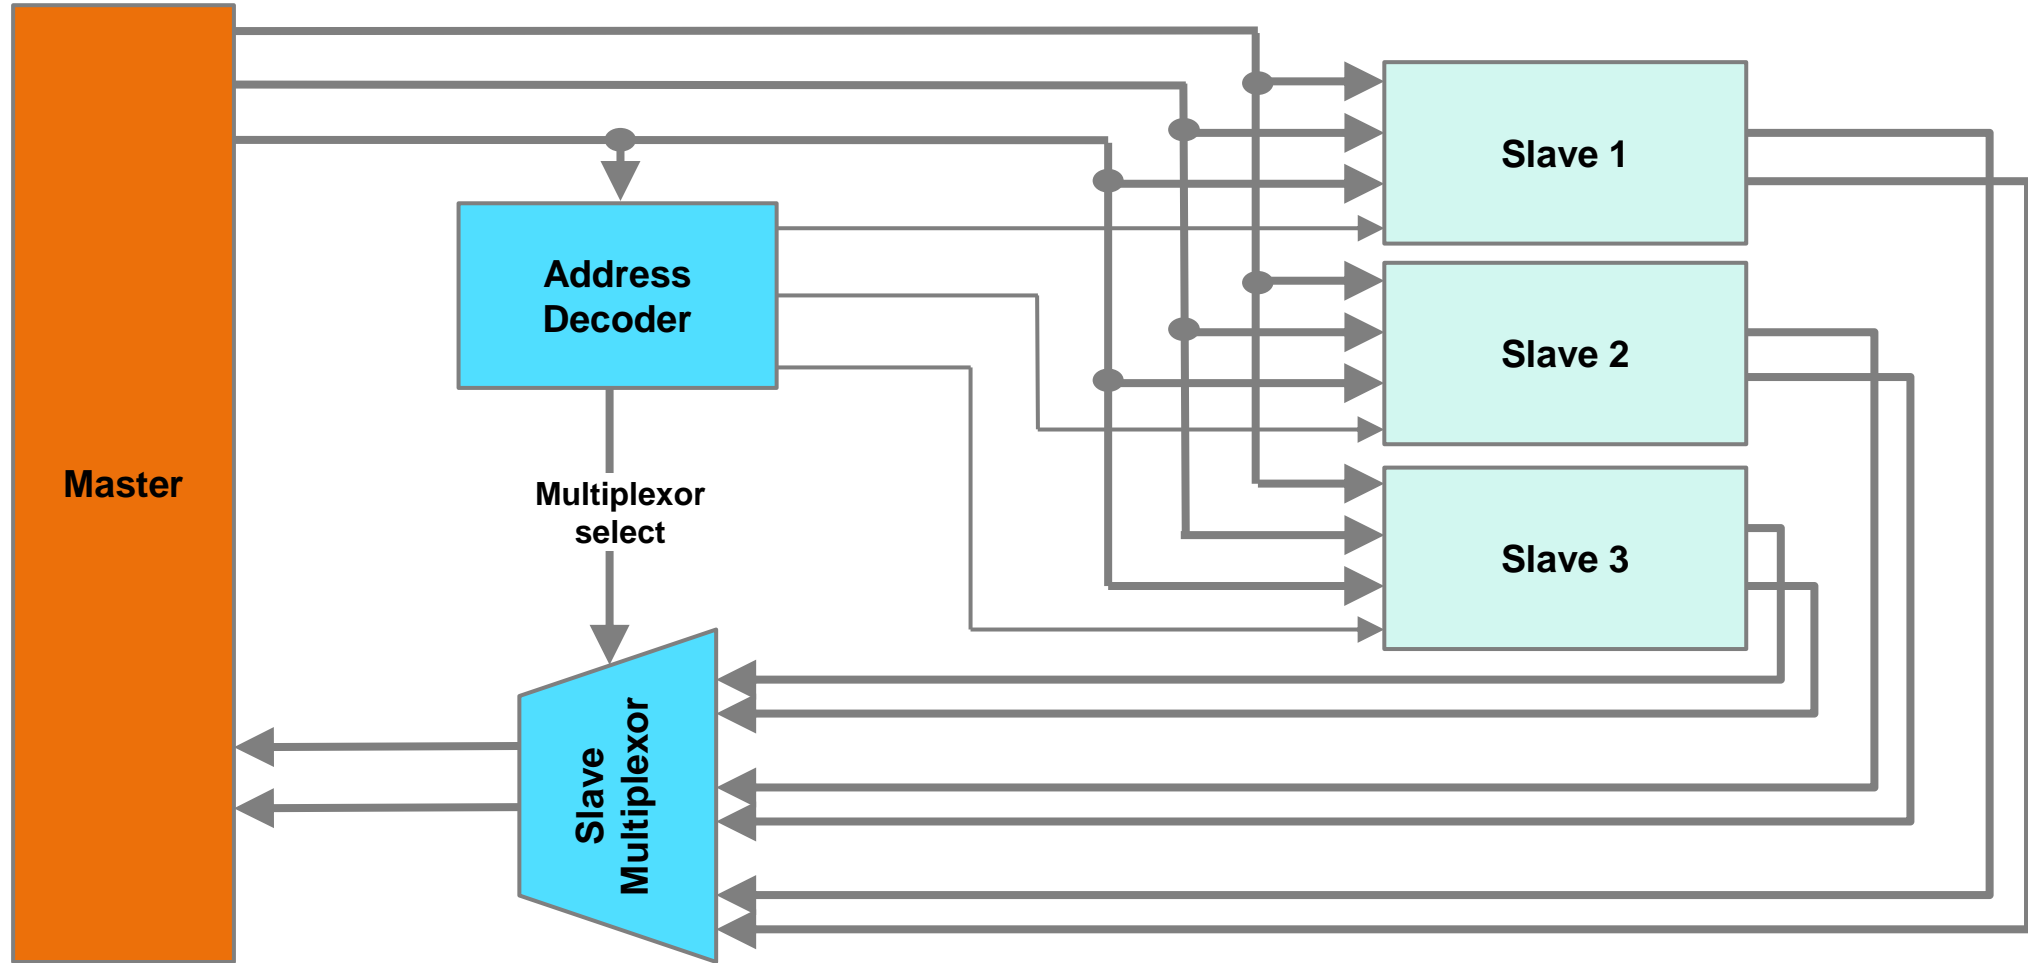 Master
Address
Decoder
Multiplexor
select
Slave
Multiplexor
Slave 1
Slave 2
Slave 3